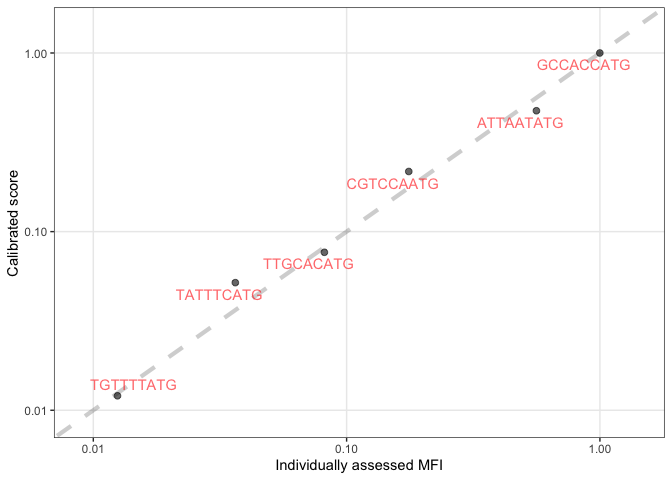 1.00
GCCACCATG
ATTAATATG
CGTCCAATG
0.10
TTGCACATG
TATTTCATG
TGTTTTATG
0.01
0.01 0.10 1.00
Individually assessed MFI
Calibrated score